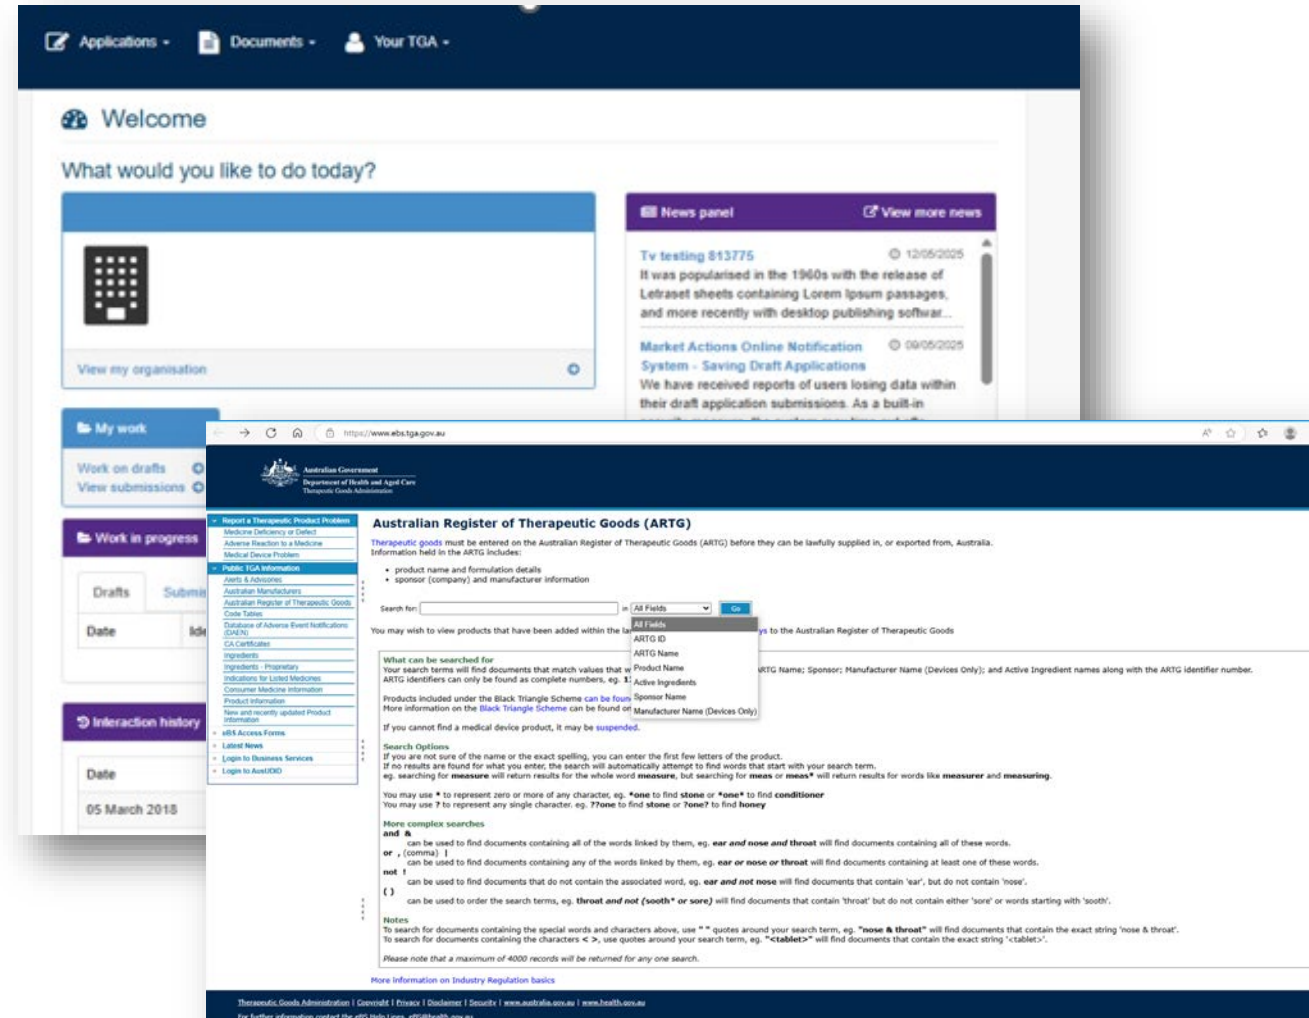 Applications
Documents
Your TGA
Welcome
What would you like to do today?
View my organisation
News panel
View more news
Tv testing 813775
12/05/2025
It was popularised in the 1960s with the release of
Letraset sheets containing Lorem Ipsum passages,
and more recently with desktop publishing softwar...
Market Actions Online Notification
09/05/2025
System - Saving Draft Applications
We have received reports of users losing data within
their draft application submissions. As a built-in
My work
Work on drafts
View submissions
Work in progress
Drafts
Date
Interaction history
Date
05 March 2018
https://www.ebs.tga.gov.au
Australian Government
Department of Health and Aged Care
Therapeutic Goods Administration
Report a Therapeutic Product Problem
Medicine Deficiency or Defect
Adverse Reaction to a Medicine
Medical Device Problem
Public TGA Information
Alerts & Advisories
Australian Manufacturers
Australian Register of Therapeutic Goods
Code Tables
Database of Adverse Event Notifications
(DAEN)
CA Certificates
Ingredients
Ingredients - Proprietary
Indications for Listed Medicines
Consumer Medicine Information
Product Information
New and recently updated Product
Information
eBS Access Forms
Latest News
Login to Business Services
Login to AusUDID
Australian Register of Therapeutic Goods (ARTG)
Therapeutic goods must be entered on the Australian Register of Therapeutic Goods (ARTG) before they can be lawfully supplied in, or exported from, Australia.
Information held in the ARTG includes:
• product name and formulation details
• sponsor (company) and manufacturer information
Search for: in All Fields Go
All Fields
ARTG ID
ARTG Name
Product Name
Active Ingredients
Sponsor Name
Manufacturer Name (Devices Only)
You may wish to view products that have been added within the to the Australian Register of Therapeutic Goods
What can be searched for
Your search terms will find documents that match values that ARTG Name; Sponsor; Manufacturer Name (Devices Only); and Active Ingredient names along with the ARTG identifier number.
ARTG identifiers can only be found as complete numbers, eg.
Products included under the Black Triangle Scheme can be
More information on the Black Triangle Scheme can be found
If you cannot find a medical device product, it may be suspended.
Search Options
If you are not sure of the name or the exact spelling, you can enter the first few letters of the product.
If no results are found for what you enter, the search will automatically attempt to find words that start with your search term.
eg. searching for measure will return results for the whole word measure, but searching for meas or meas* will return results for words like measurer and measuring.
You may use * to represent zero or more of any character, eg. *one to find stone or *one* to find conditioner
You may use ? to represent any single character. eg. ??one to find stone or ?one? to find honey
More complex searches
and &
can be used to find documents containing all of the words linked by them, eg. ear and nose and throat will find documents containing all of these words.
or , (comma) |
can be used to find documents containing any of the words linked by them, eg. ear or nose or throat will find documents containing at least one of these words.
not !
can be used to find documents that do not contain the associated word, eg. ear and not nose will find documents that contain 'ear', but do not contain 'nose'.
( )
can be used to order the search terms, eg. throat and not (sooth* or sore) will find documents that contain 'throat' but do not contain either 'sore' or words starting with 'sooth'.
Notes
To search for documents containing the special words and characters above, use " " quotes around your search term, eg. "nose & throat" will find documents that contain the exact string 'nose & throat'.
To search for documents containing the characters < >, use quotes around your search term, eg. "<tablet>" will find documents that contain the exact string '<tablet>'.
Please note that a maximum of 4000 records will be returned for any one search.
More information on Industry Regulation basics
Therapeutic Goods Administration | Copyright | Privacy | Disclaimer | Security | www.australia.gov.au | www.health.gov.au
For further information contact the eBS Help Lines,